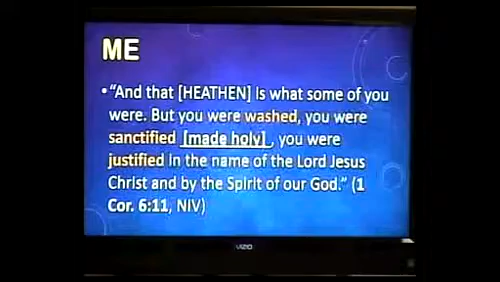 ME
• “And that [HEATHEN] is what some of you
were. But you were washed, you were
sanctified [made holy] , you were
justified in the name of the Lord Jesus
Christ and by the Spirit of our God.” (1
Cor. 6:11, NIV)
VIZIO